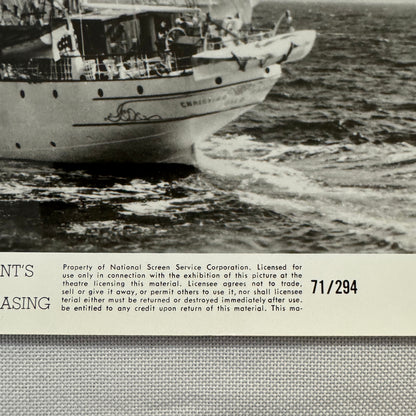 NT'S
ASING
Property of National Screen Service Corporation. Licensed for
use only in connection with the exhibition of this picture at the
theatre licensing this material. Licensee agrees not to trade,
sell or give it away, or permit others to use it, nor shall licensee
terial either must be returned or destroyed immediately after use.
be entitled to any credit upon return of this material. This ma-
71/294